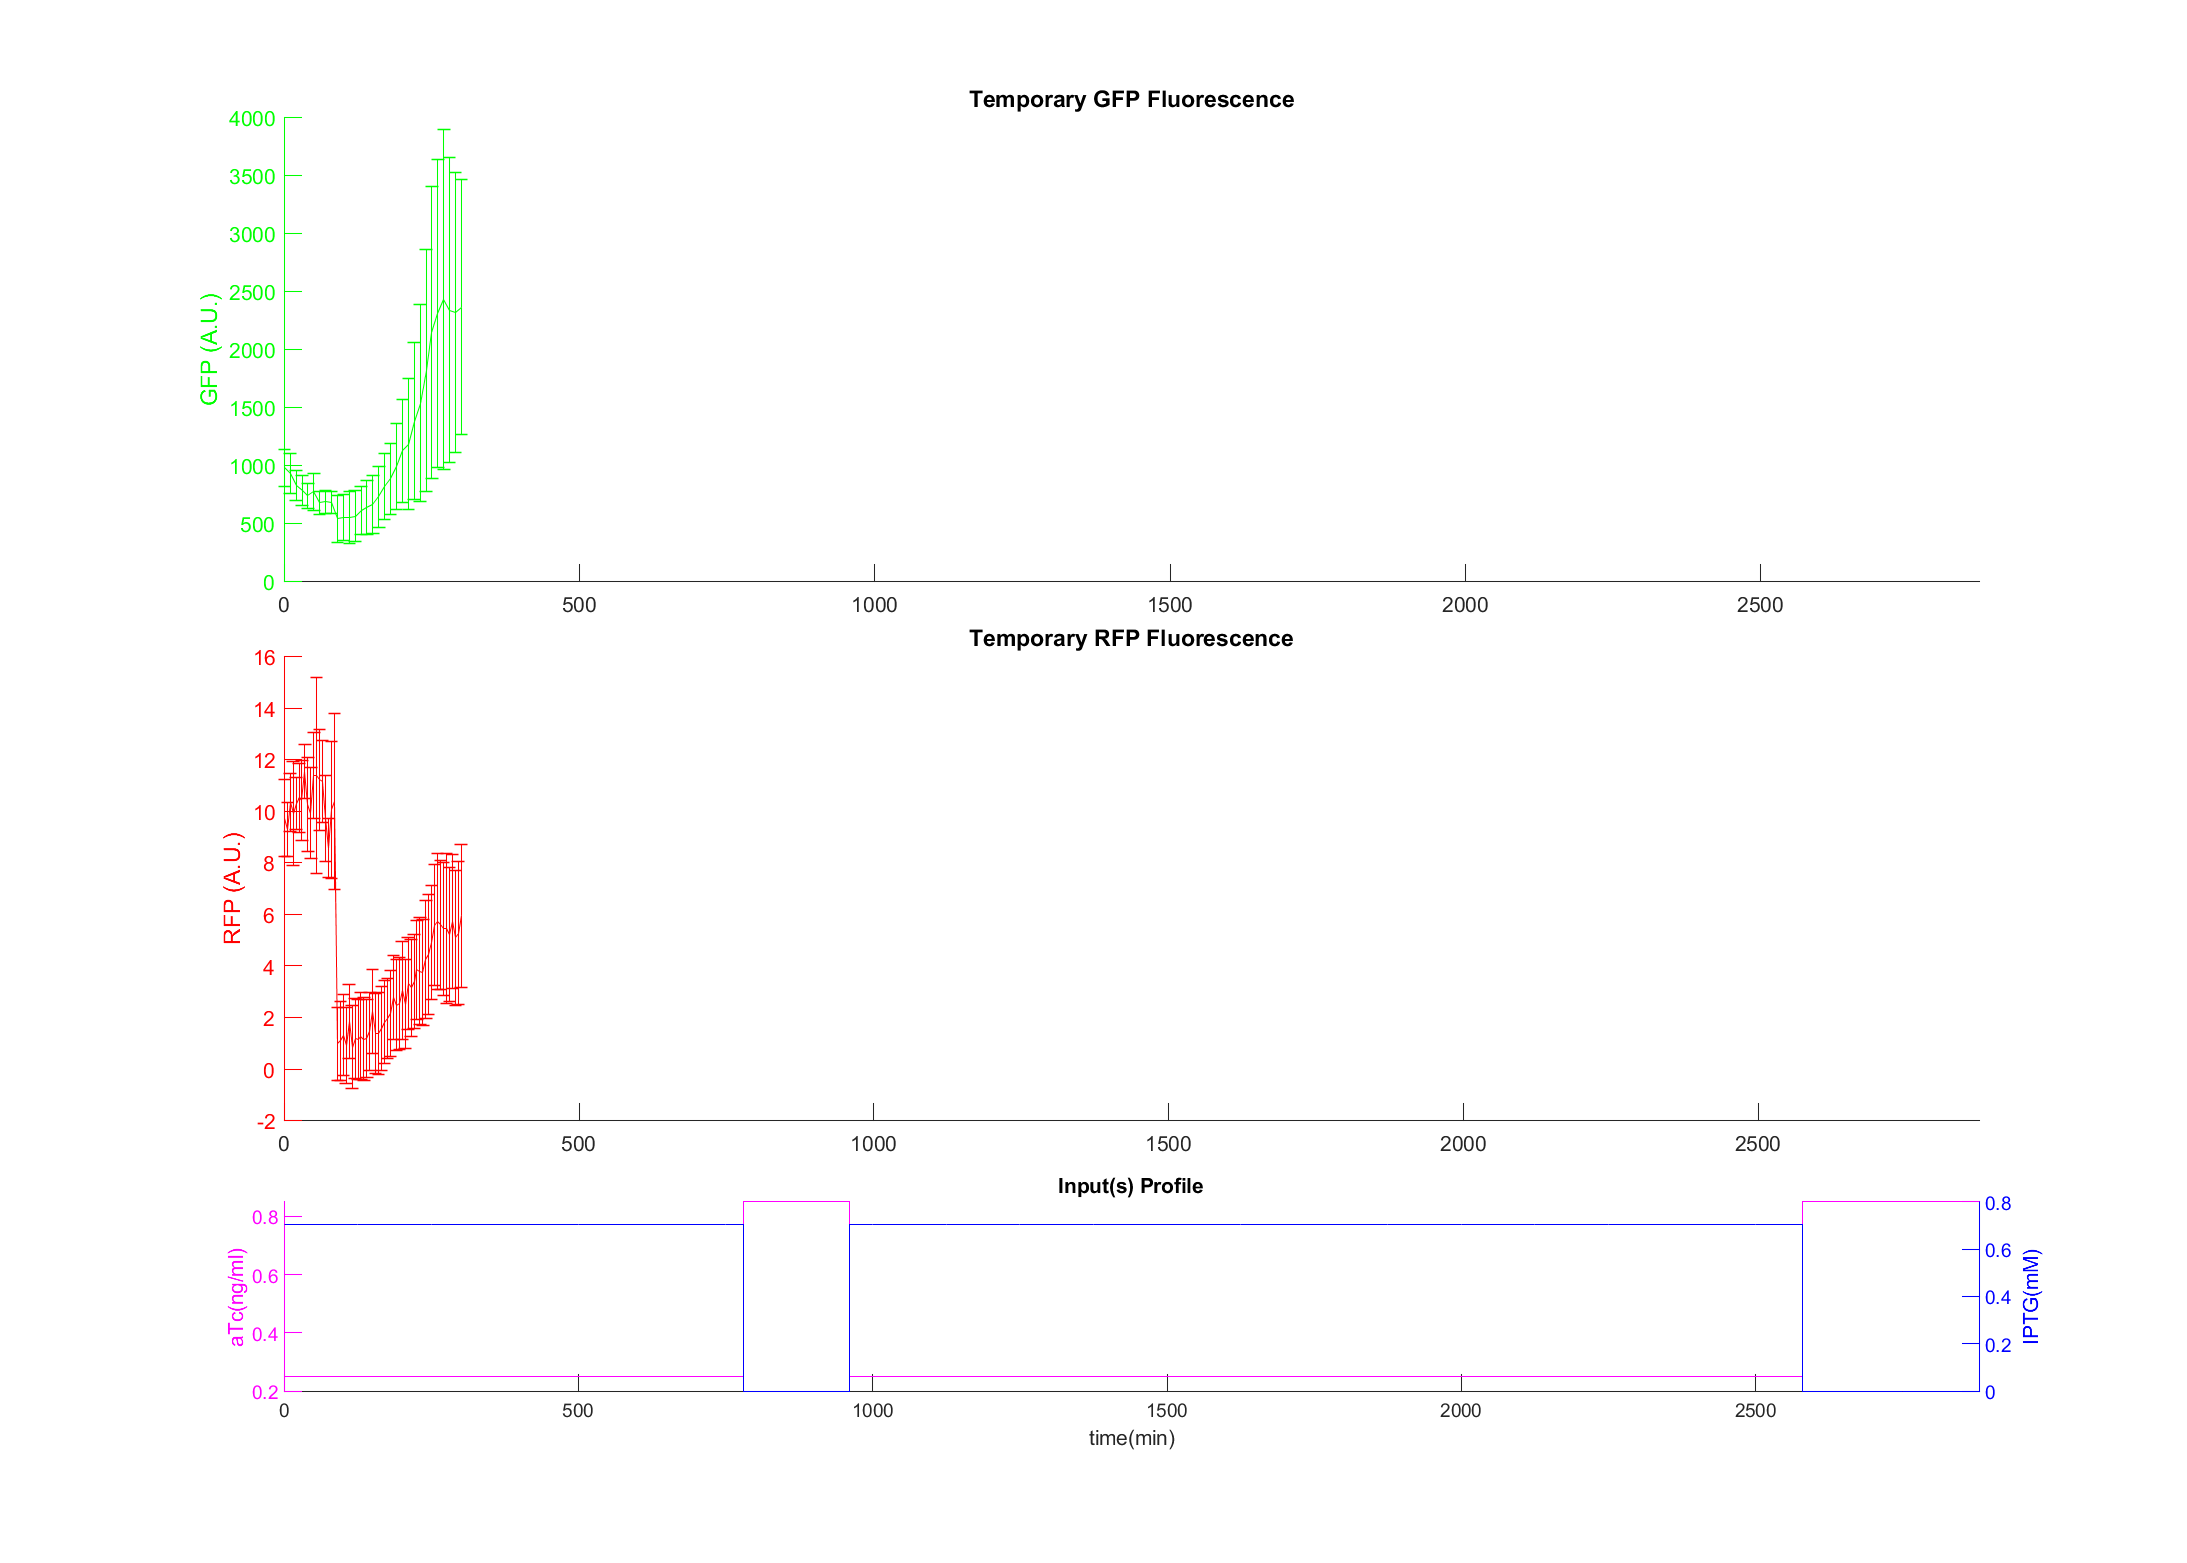 Temporary GFP Fluorescence
4000
3500
3000
2500
2000
1500
1000
500
0
GFP (A.U.)
0 500 1000 1500 2000 2500
Temporary RFP Fluorescence
16
14
12
10
8
6
4
2
0
-2
RFP (A.U.)
0 500 1000 1500 2000 2500
Input(s) Profile
0.8
0.6
0.4
0.2
aTc(ng/ml)
0.8
0.6
0.4
0.2
0
IPTG(mM)
0 500 1000 1500 2000 2500
time(min)